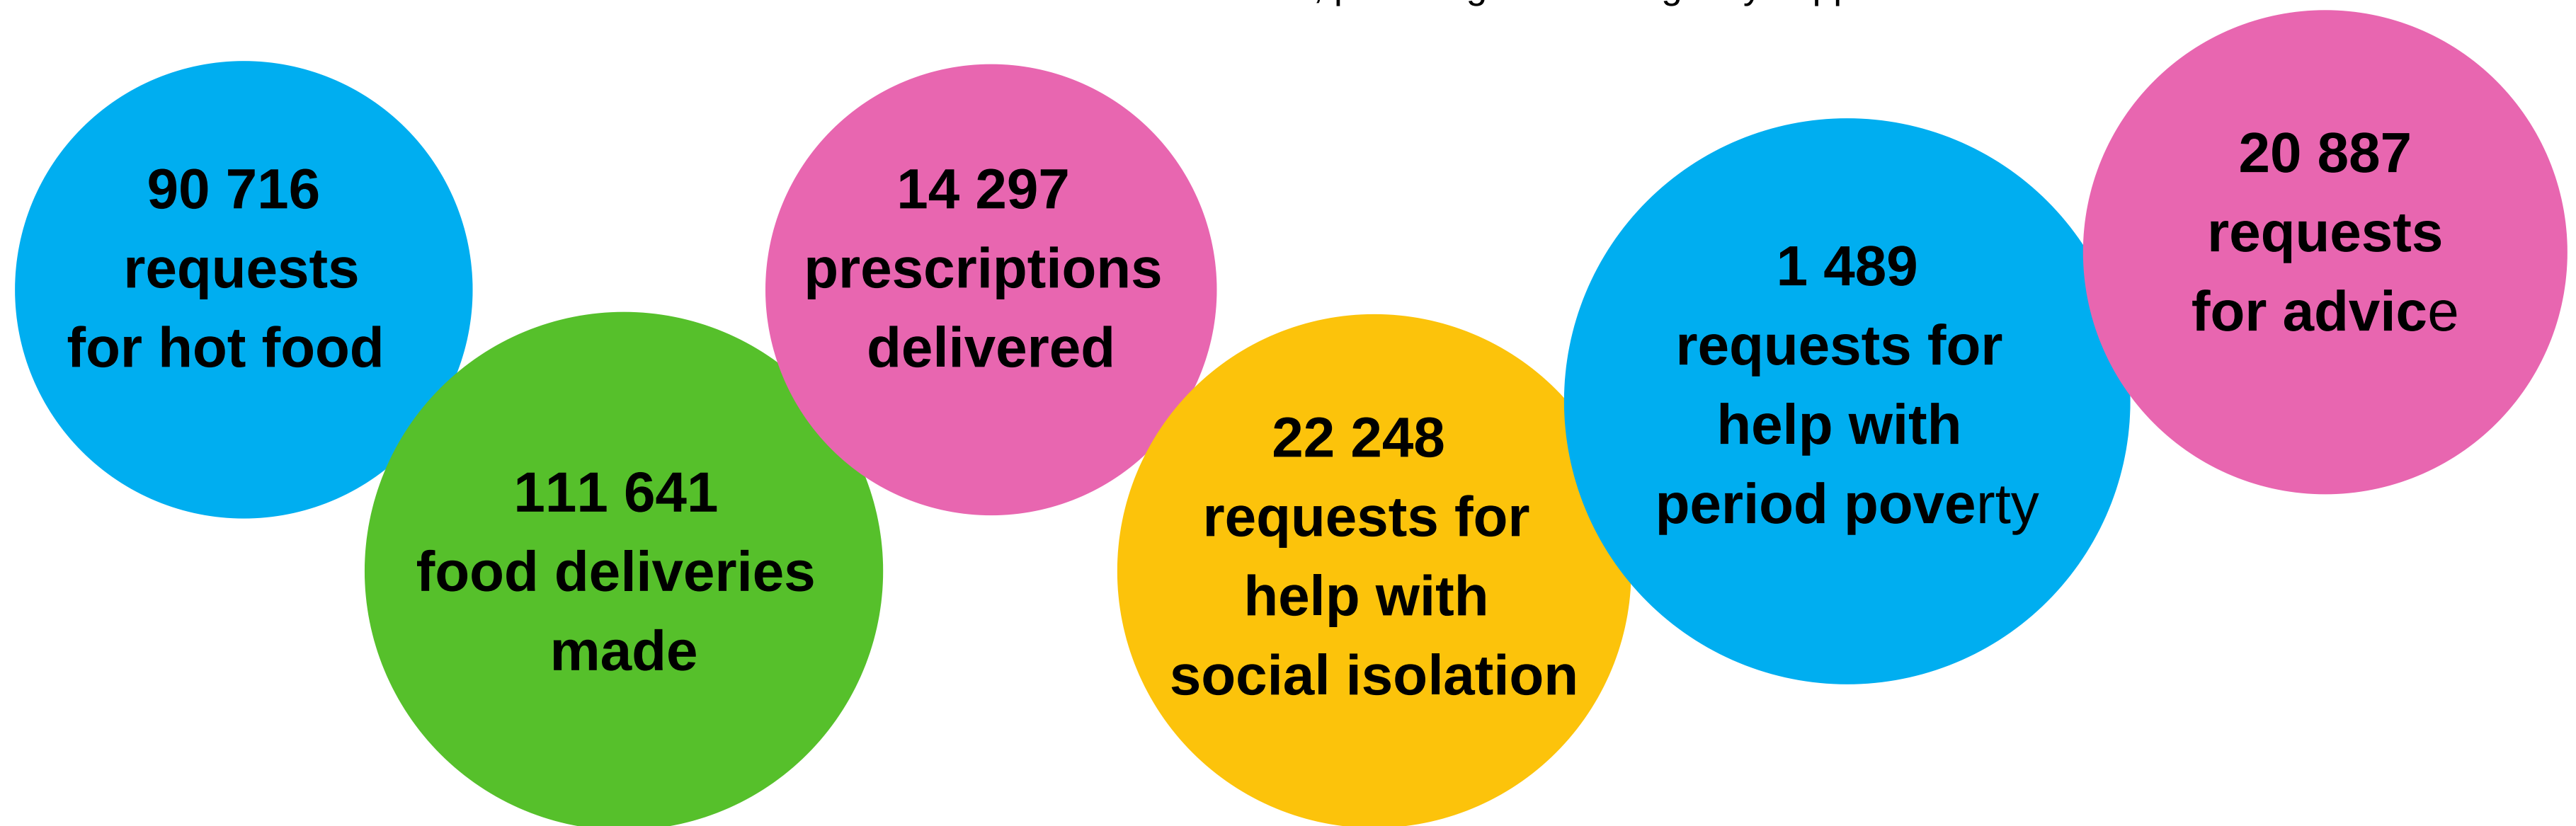 90 716
requests
for hot food
111 641
food deliveries
made
14 297
prescriptions
delivered
22 248
requests for
help with
social isolation
1 489
requests for
help with
period poverty
20 887
requests
for advice